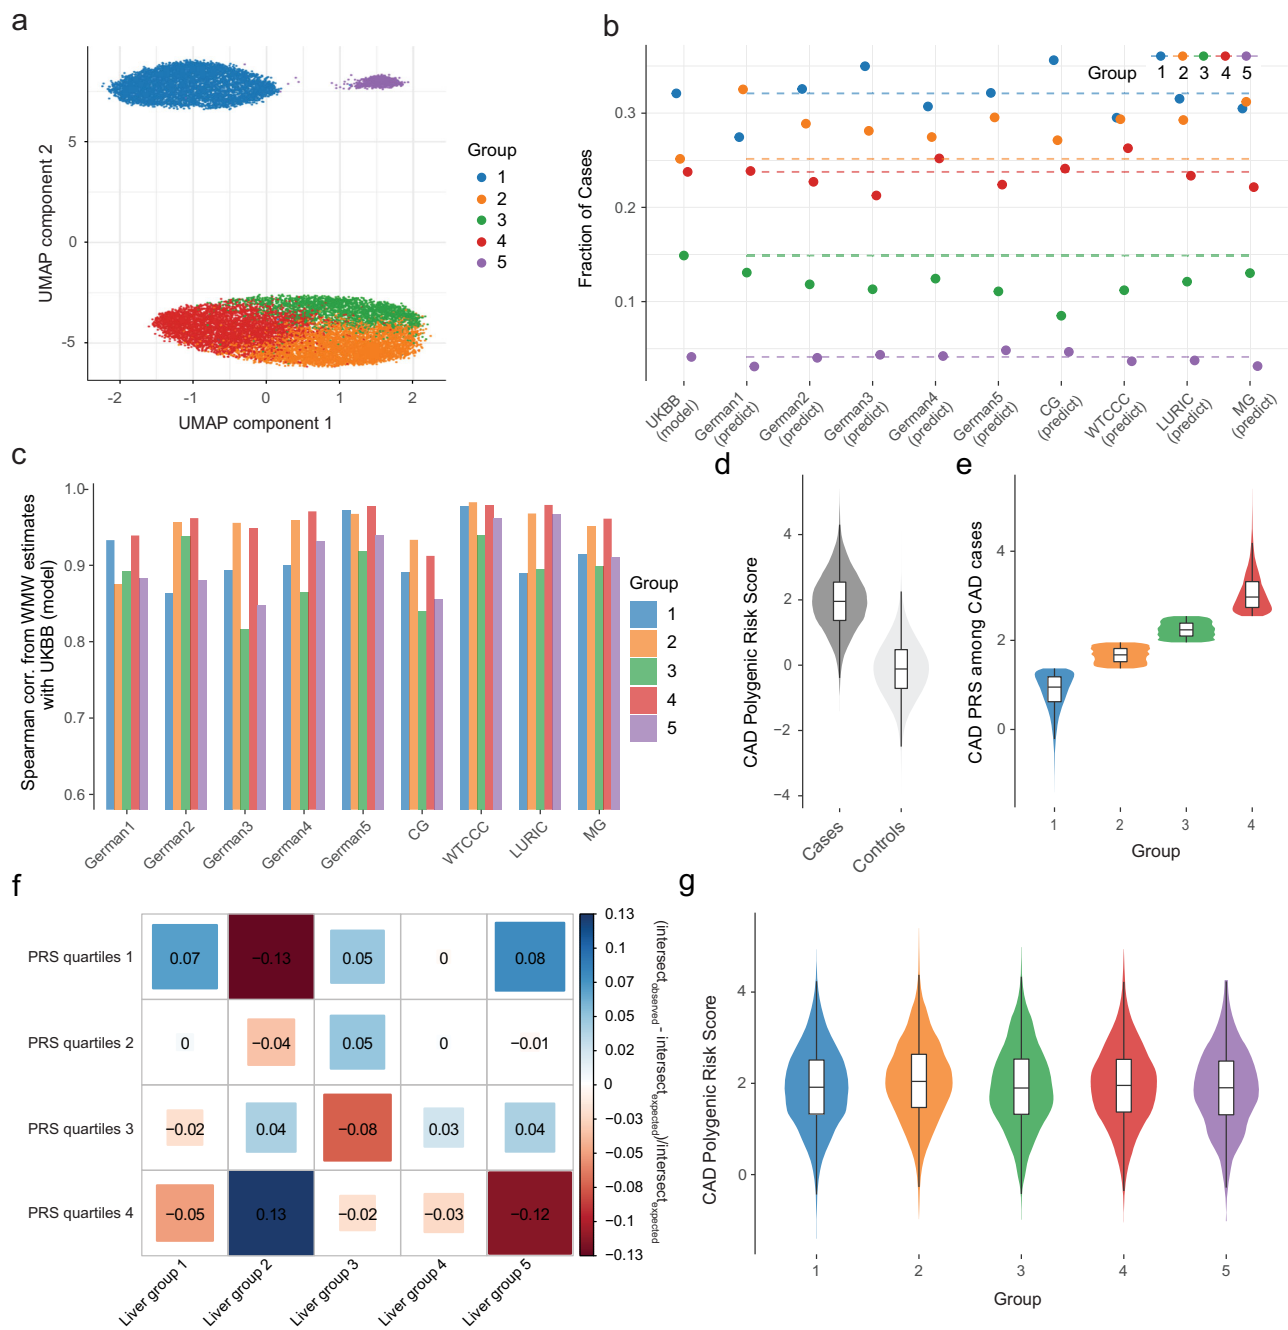 a
5
0
-5
-2
-1
0
1
2
UMAP component 2
UMAP component 1
Group
1
2
3
4
5
b
0.3
0.2
0.1
Fraction of Cases
Group
1 2 3 4 5
UKBB
(model)
German1
(predict)
German2
(predict)
German3
(predict)
German4
(predict)
German5
(predict)
CG
(predict)
WTCCC
(predict)
LURIC
(predict)
MG
(predict)
c
1.0
0.9
0.8
0.7
0.6
Spearman corr. from WMW estimates
with UKBB (model)
German1
German2
German3
German4
German5
CG
WTCCC
LURIC
MG
Group
1
2
3
4
5
d
4
2
0
−2
−4
CAD Polygenic Risk Score
Cases
Controls
e
4
2
0
CAD PRS among CAD cases
1
2
3
4
Group
f
PRS quartiles 1
0.07
−0.13
0.05
0
0.08
PRS quartiles 2
0
−0.04
0.05
0
−0.01
PRS quartiles 3
−0.02
0.04
−0.08
0.03
0.04
PRS quartiles 4
−0.05
0.13
−0.02
−0.03
−0.12
Liver group 1
Liver group 2
Liver group 3
Liver group 4
Liver group 5
0.13
0.1
0.07
0.05
0.02
0
−0.03
−0.05
−0.08
−0.1
−0.13
(intersect observed - intersect expected)/intersect expected
g
4
2
0
CAD Polygenic Risk Score
1
2
3
4
5
Group